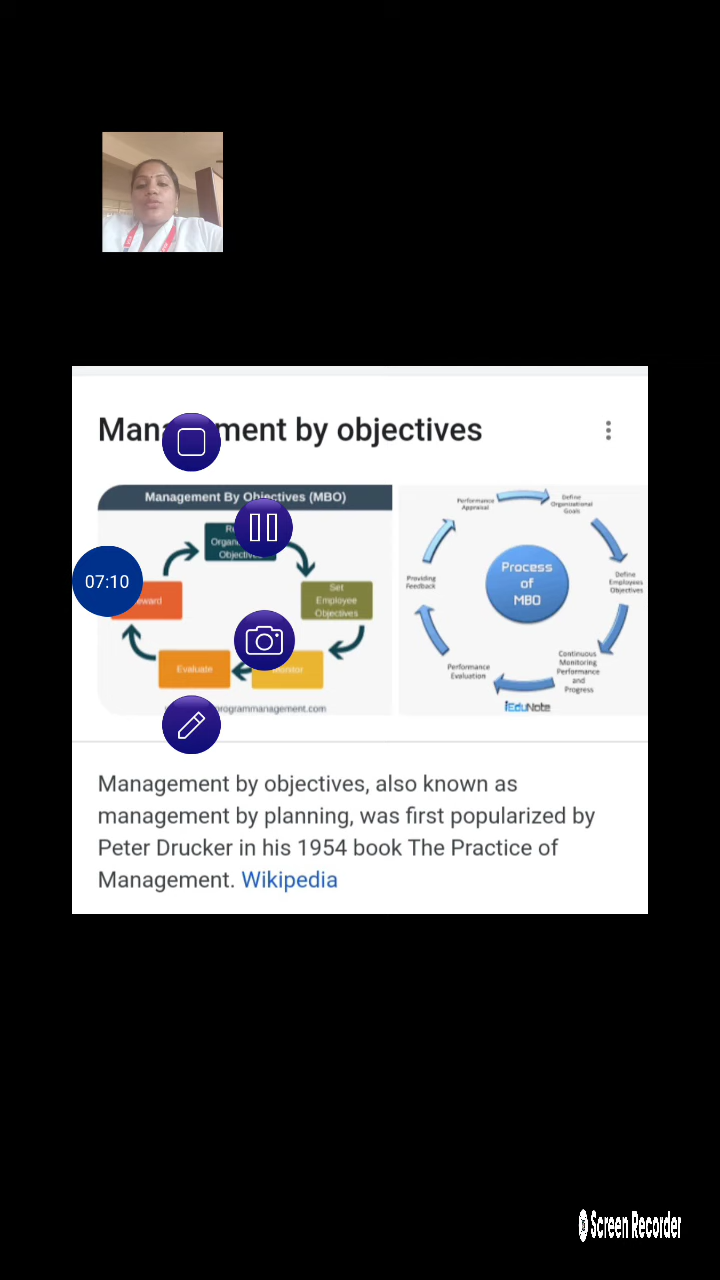 Management by objectives
Management By Objectives (MBO)
Objectives
Set
Employee
Objectives
Evaluate
programmanagement.com
07:10
Performance
Appraisal
Define
Organizational
Goals
Define
Employees
Objectives
Continuous
Monitoring
Performance
and
Progress
Performance
Evaluation
Providing
Feedback
Process
of
MBO
iEduNote
Management by objectives, also known as
management by planning, was first popularized by
Peter Drucker in his 1954 book The Practice of
Management. Wikipedia
Screen Recorder